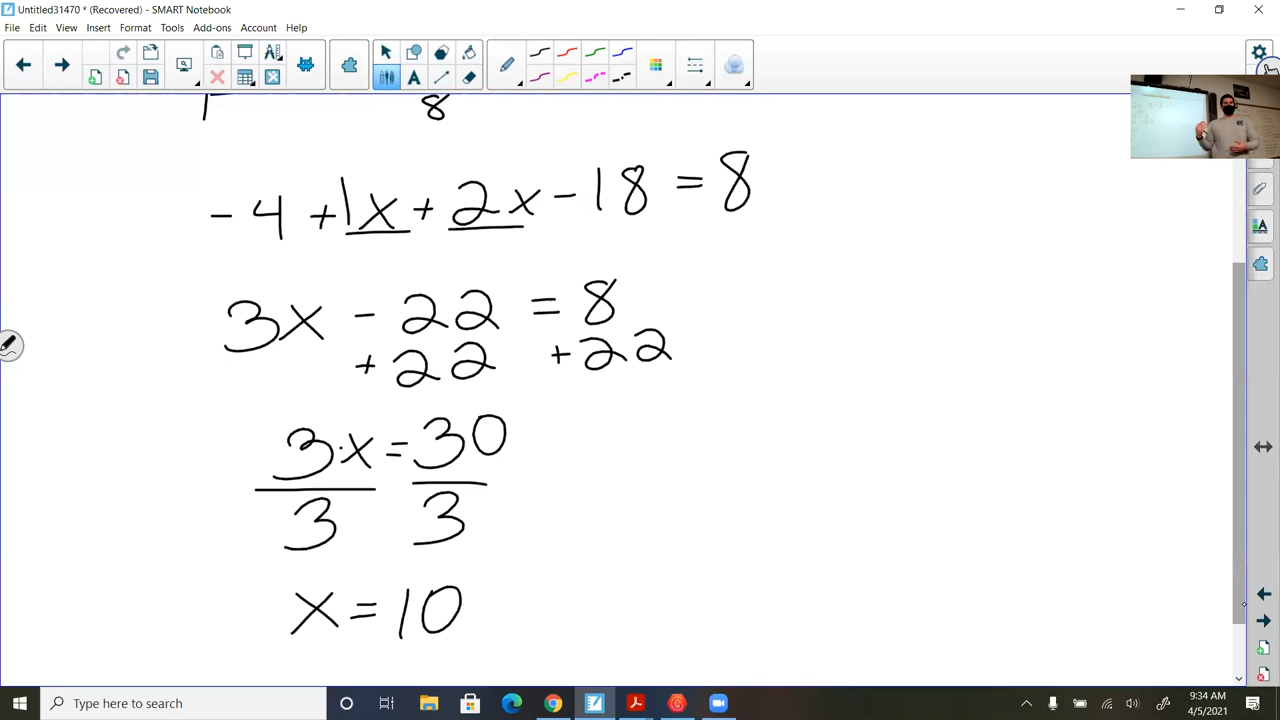 Untitled31470 * (Recovered) - SMART Notebook
File Edit View Insert Format Tools Add-ons Account Help
8
- 4 + 1x + 2x - 18 = 8
3x - 22 = 8
+ 22 + 22
3·x = 30
3 3
x = 10
Type here to search
9:34 AM
4/5/2021